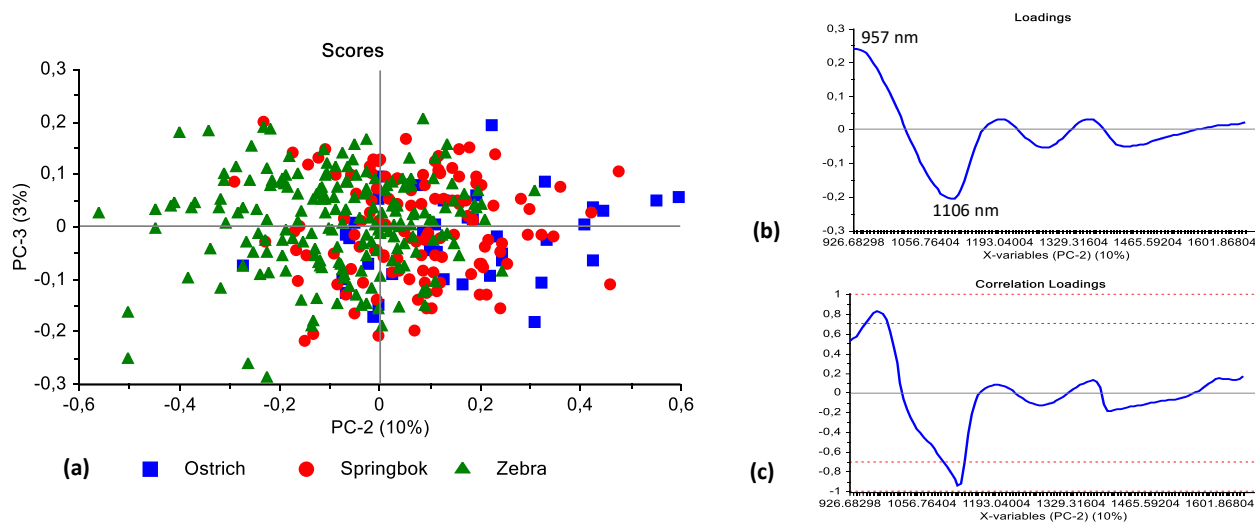 Scores
0,3
0,2
0,1
0
-0,1
-0,2
-0,3
PC-3 (3%)
-0,6 -0,4 -0,2 0 0,2 0,4 0,6
PC-2 (10%)
(a) Ostrich Springbok Zebra
Loadings
0,3
0,2
0,1
0
-0,1
-0,2
-0,3
957 nm
1106 nm
(b)
926.68298 1056.76404 1193.04004 1329.31604 1465.59204 1601.86804
X-variables (PC-2) (10%)
Correlation Loadings
1
0,8
0,6
0,4
0,2
0
-0,2
-0,4
-0,6
-0,8
-1
(c)
926.68298 1056.76404 1193.04004 1329.31604 1465.59204 1601.86804
X-variables (PC-2) (10%)